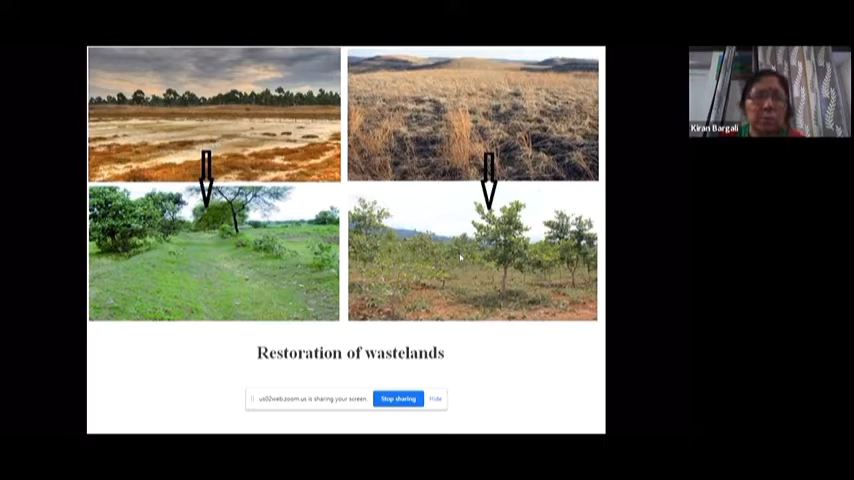 Kiran Bargali
Restoration of wastelands
us02web.zoom.us is sharing your screen.
Stop sharing
Hide